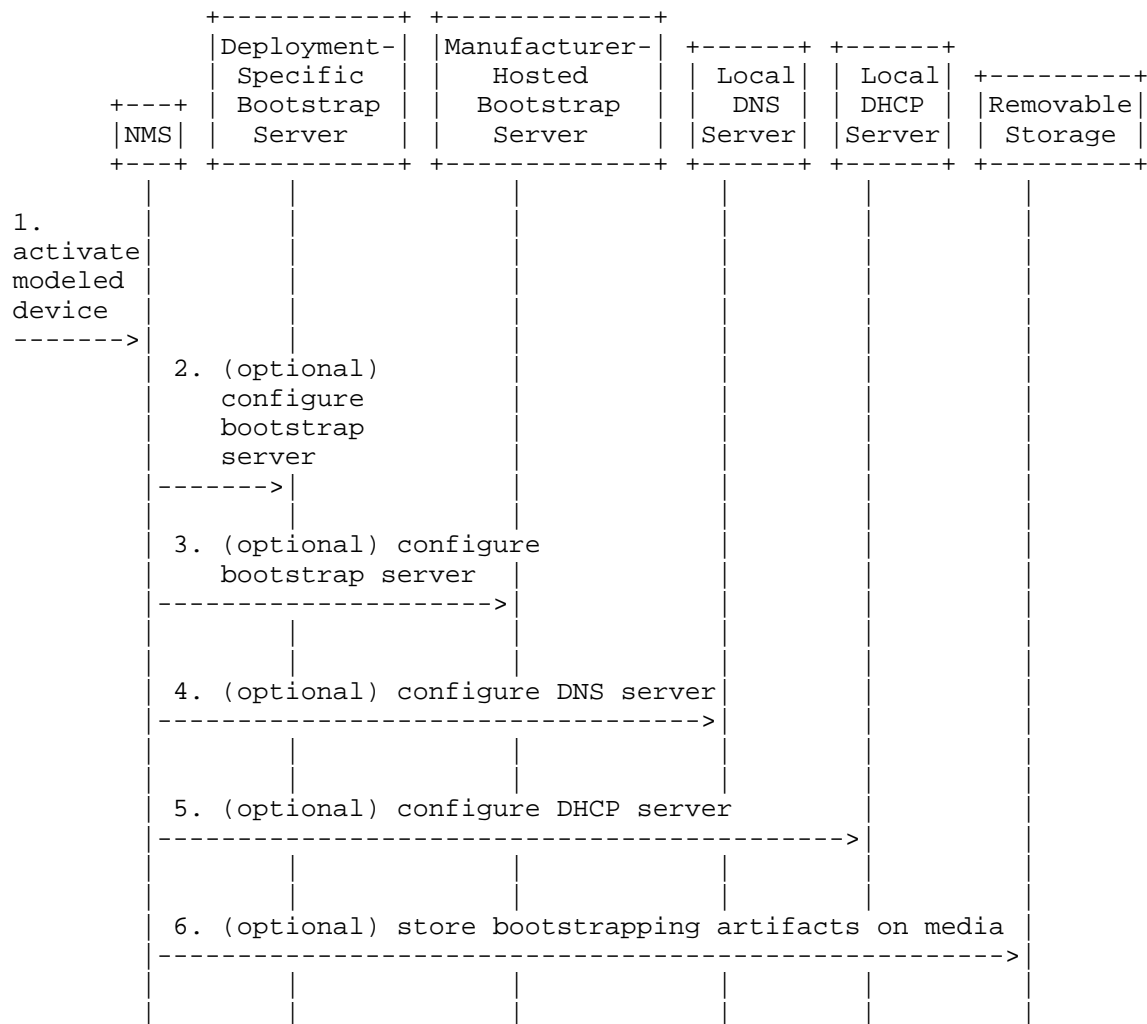 Deployment- Manufacturer-
Specific Hosted Local Local
Bootstrap Bootstrap DNS DHCP Removable
NMS Server Server Server Server Storage
1.
activate
modeled
device
2. (optional)
configure
bootstrap
server
3. (optional) configure
bootstrap server
4. (optional) configure DNS server
5. (optional) configure DHCP server
6. (optional) store bootstrapping artifacts on media